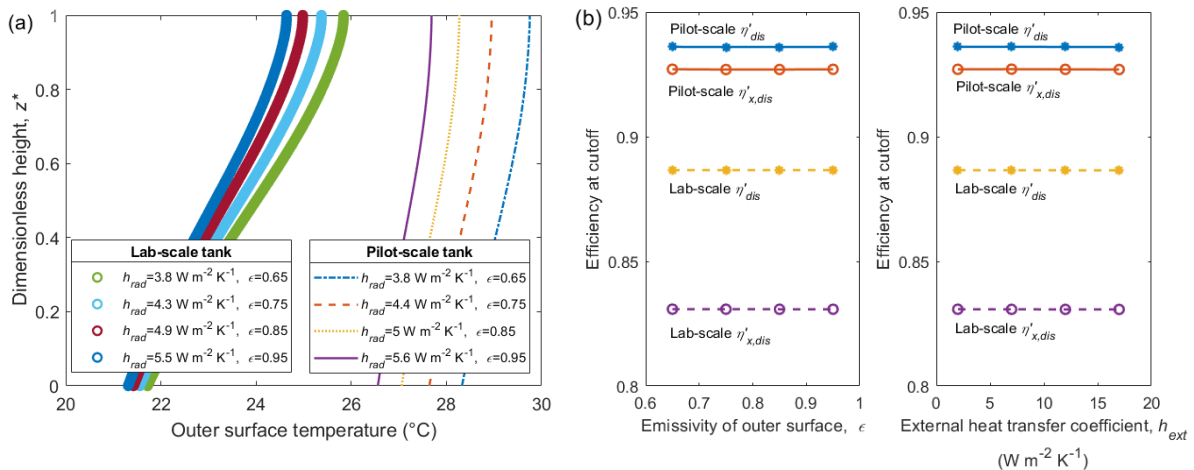 (a)
1
0.8
0.6
0.4
0.2
0
Dimensionless height, z*
Lab-scale tank
h_rad=3.8 W m⁻² K⁻¹, ϵ=0.65
h_rad=4.3 W m⁻² K⁻¹, ϵ=0.75
h_rad=4.9 W m⁻² K⁻¹, ϵ=0.85
h_rad=5.5 W m⁻² K⁻¹, ϵ=0.95
Pilot-scale tank
h_rad=3.8 W m⁻² K⁻¹, ϵ=0.65
h_rad=4.4 W m⁻² K⁻¹, ϵ=0.75
h_rad=5 W m⁻² K⁻¹, ϵ=0.85
h_rad=5.6 W m⁻² K⁻¹, ϵ=0.95
20 22 24 26 28 30
Outer surface temperature (°C)
(b)
0.95
0.9
0.85
0.8
Efficiency at cutoff
Pilot-scale η'_dis
Pilot-scale η'_x,dis
Lab-scale η'_dis
Lab-scale η'_x,dis
0.6 0.7 0.8 0.9 1
Emissivity of outer surface, ϵ
0.95
0.9
0.85
0.8
Efficiency at cutoff
Pilot-scale η'_dis
Pilot-scale η'_x,dis
Lab-scale η'_dis
Lab-scale η'_x,dis
0 5 10 15 20
External heat transfer coefficient, h_ext
(W m⁻² K⁻¹)